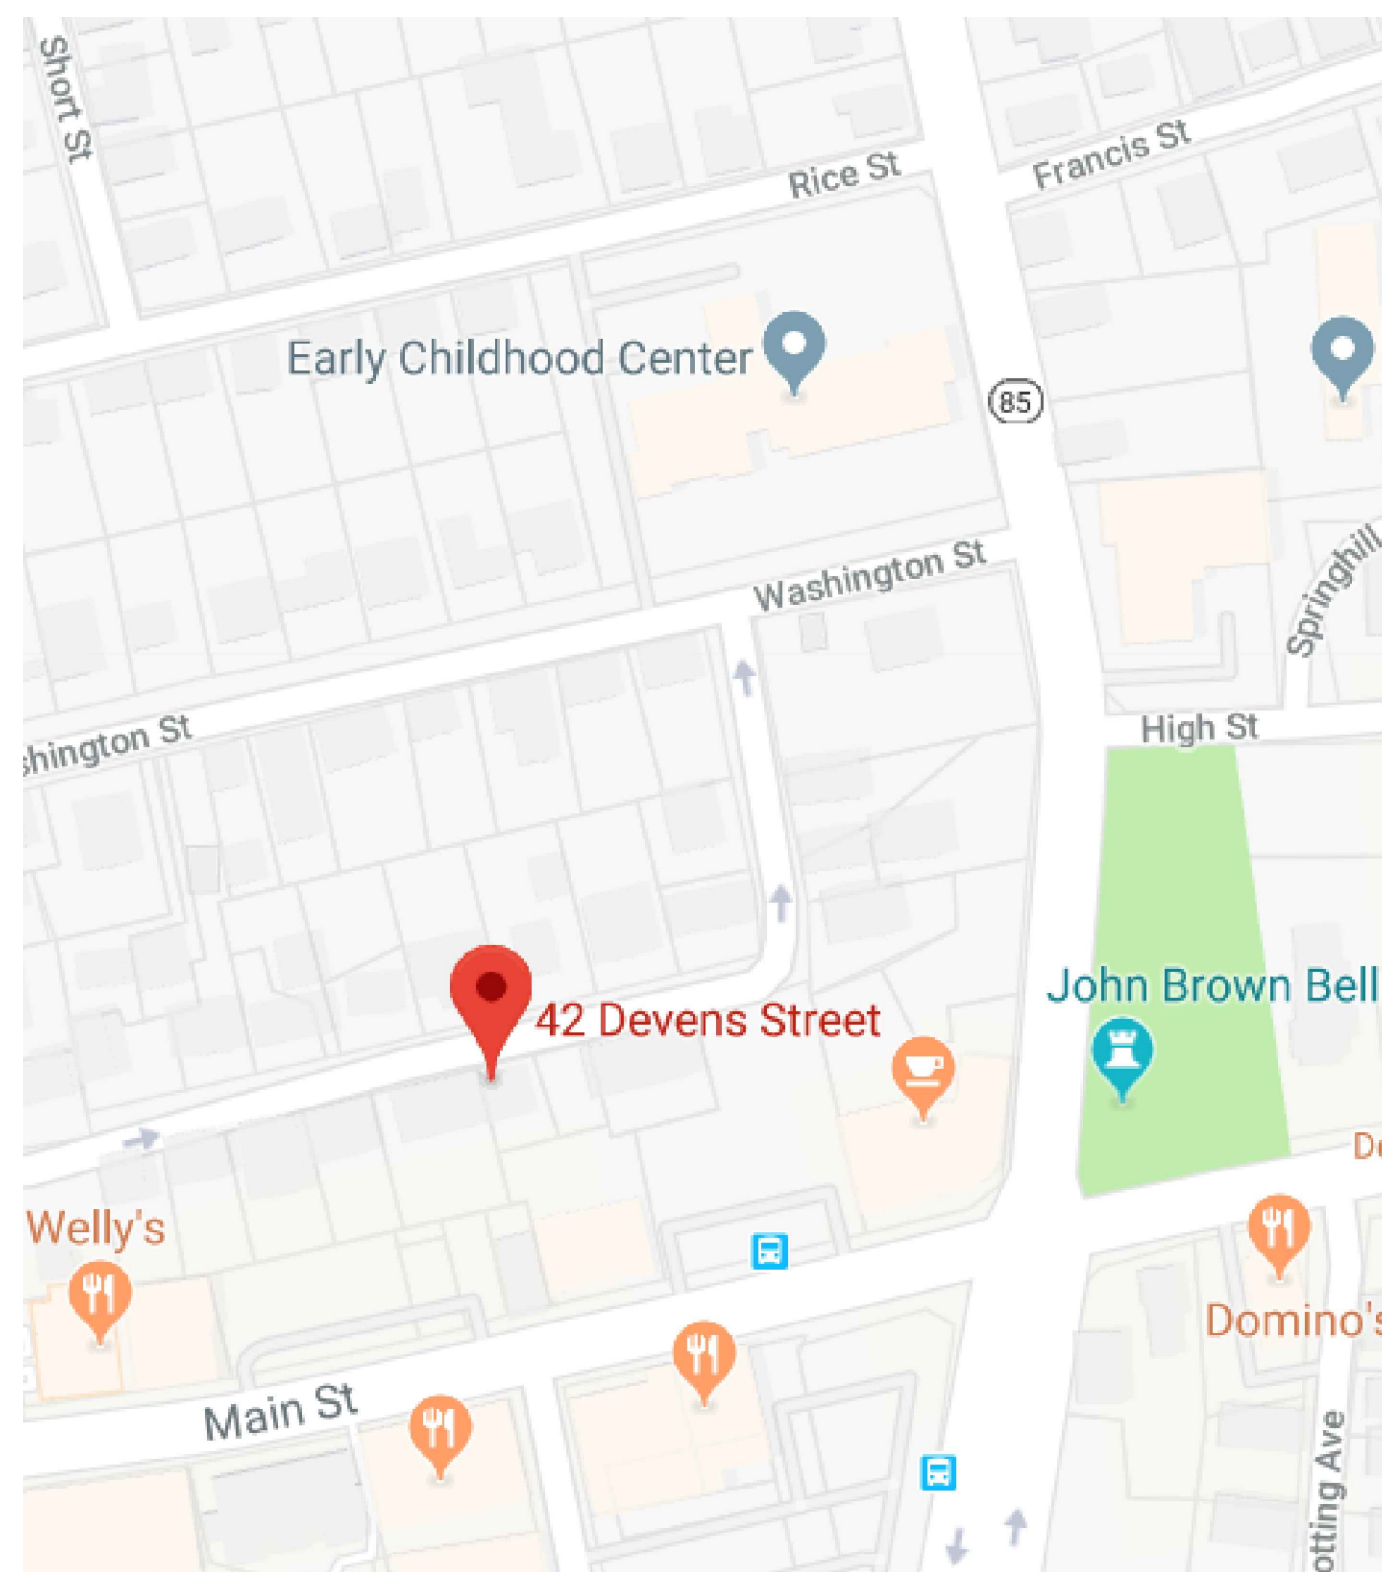 Short St
Rice St
Francis St
Early Childhood Center
85
Washington St
Springhill
shington St
High St
John Brown Bell
42 Devens Street
De
Welly's
Domino's
Main St
otting Ave